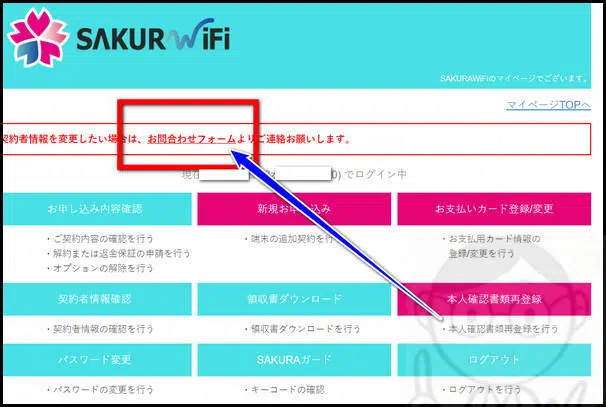 SAKURA WiFi
SAKURAWiFiのマイページでございます。
マイページTOPへ
契約者情報を変更したい場合は、お問合わせフォームよりご連絡お願いします。
現在 0) でログイン中
お申し込み内容確認 新規お申し込み お支払いカード登録/変更
・ご契約内容の確認を行う ・端末の追加契約を行 ・お支払用カード情報の
・解約または返金保証の申請を行う 登録/変更を行う
・オプションの解除を行う
契約者情報確認 領収書ダウンロード 本人確認書類再登録
・契約者情報の確認を行う ・領収書ダウンロードを行う ・本人確認書類再登録を行う
パスワード変更 SAKURAガード ログアウト
・パスワードの変更を行う ・キーコードの確認 ・ログアウトを行う